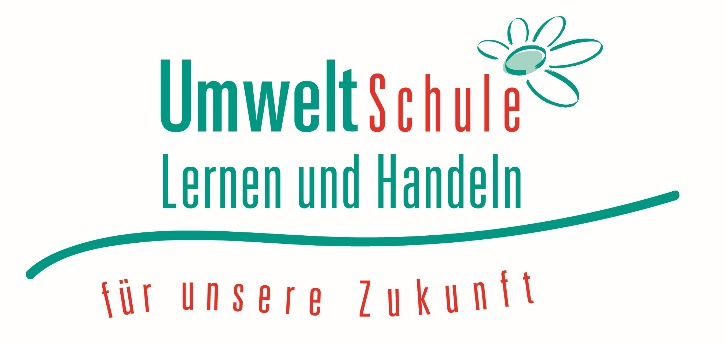 UmweltSchule
Lernen und Handeln
für unsere Zukunft